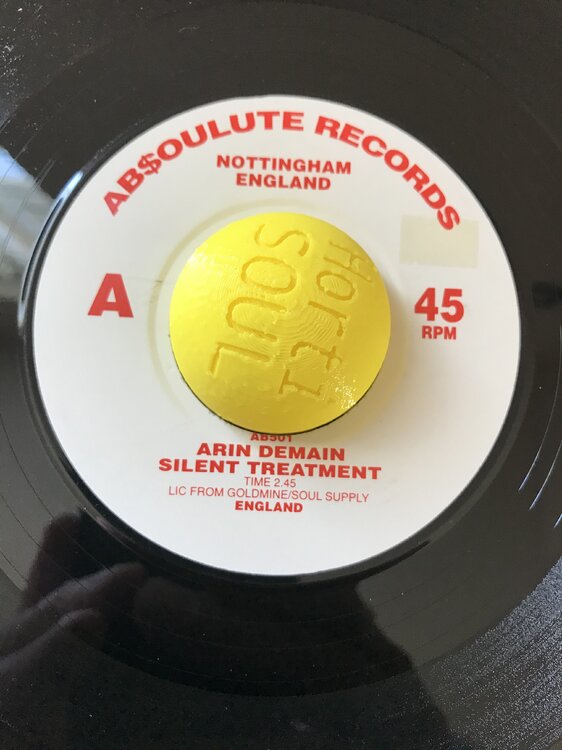 AB$OULUTE RECORDS
NOTTINGHAM
ENGLAND
A
45
RPM
Horti
SOUL
AB501
ARIN DEMAIN
SILENT TREATMENT
TIME 2.45
LIC FROM GOLDMINE/SOUL SUPPLY
ENGLAND